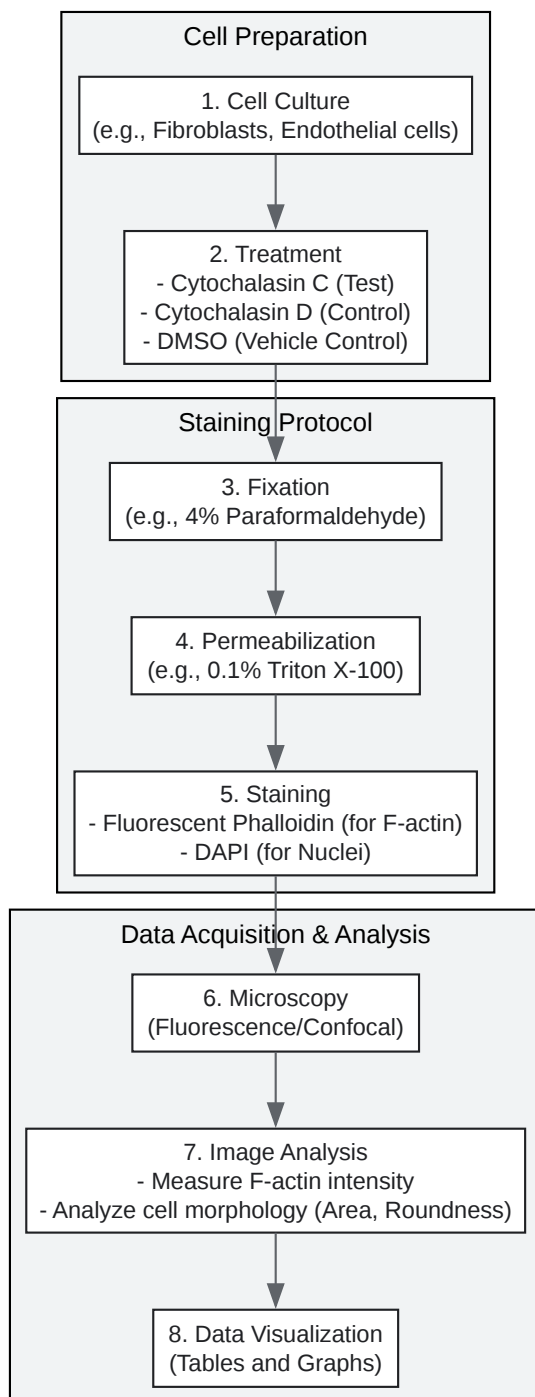 Cell Preparation
1. Cell Culture
(e.g., Fibroblasts, Endothelial cells)
2. Treatment
- Cytochalasin C (Test)
- Cytochalasin D (Control)
- DMSO (Vehicle Control)
Staining Protocol
3. Fixation
(e.g., 4% Paraformaldehyde)
4. Permeabilization
(e.g., 0.1% Triton X-100)
5. Staining
- Fluorescent Phalloidin (for F-actin)
- DAPI (for Nuclei)
Data Acquisition & Analysis
6. Microscopy
(Fluorescence/Confocal)
7. Image Analysis
- Measure F-actin intensity
- Analyze cell morphology (Area, Roundness)
8. Data Visualization
(Tables and Graphs)